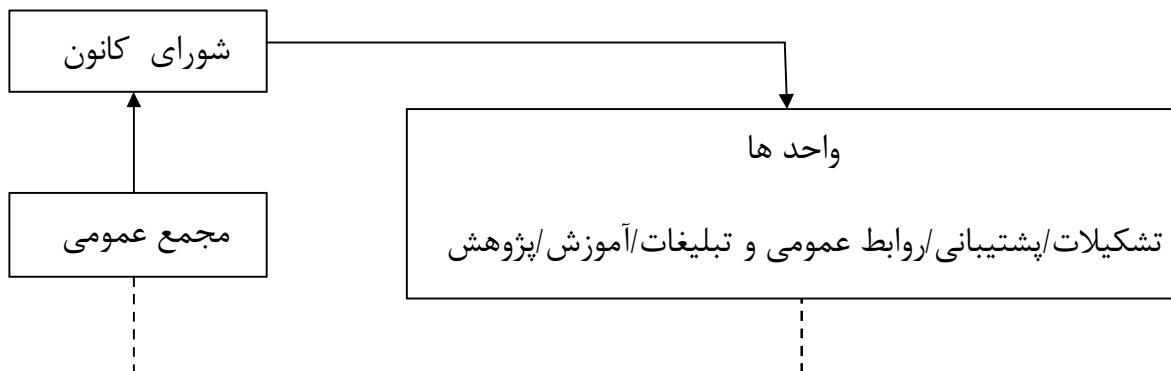 شورای کانون
مجمع عمومی
واحد ها
تشکیلات/پشتیبانی/روابط عمومی و تبلیغات/آموزش/پژوهش